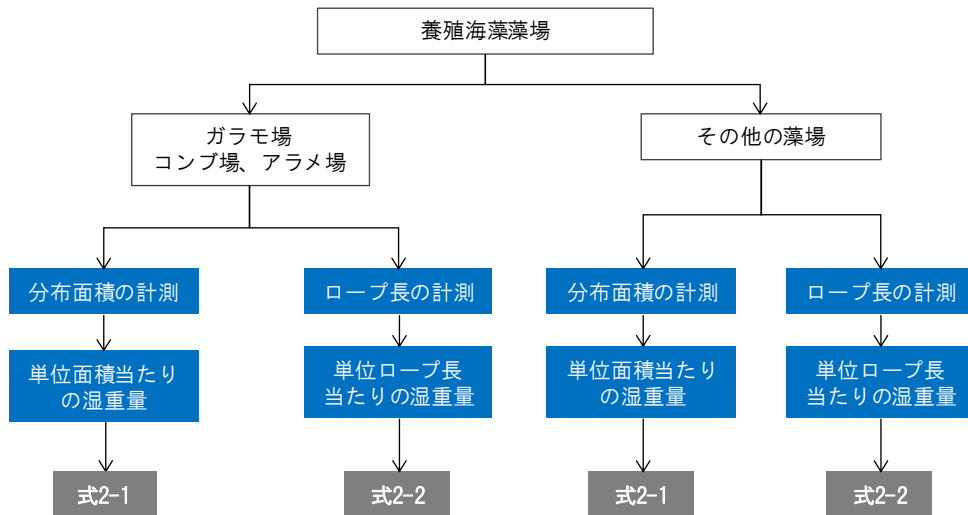 養殖海藻藻場
ガラモ場
コンブ場、アラメ場
その他の藻場
分布面積の計測
ロープ長の計測
分布面積の計測
ロープ長の計測
単位面積当たり
の湿重量
単位ロープ長
当たりの湿重量
単位面積当たり
の湿重量
単位ロープ長
当たりの湿重量
式2-1
式2-2
式2-1
式2-2